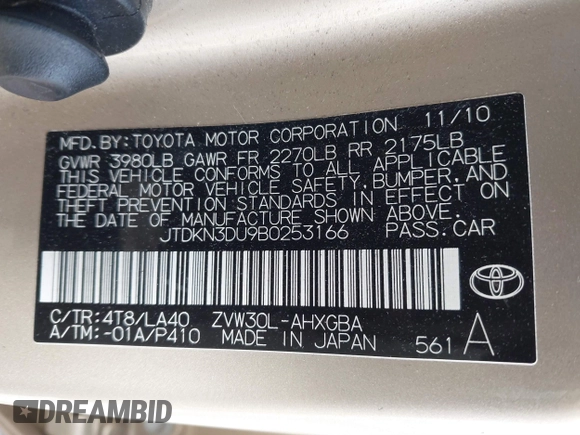 MFD.BY:TOYOTA MOTOR CORPORATION 11/10
GVWR 3980LB GAWR FR 2270LB RR 2175LB
THIS VEHICLE CONFORMS TO ALL APPLICABLE
FEDERAL MOTOR VEHICLE SAFETY,BUMPER,AND
THEFT PREVENTION STANDARDS IN EFFECT ON
THE DATE OF MANUFACTURE SHOWN ABOVE.
JTDKN3DU9B0253166 PASS.CAR
C/TR:4T8/LA40 ZVW30L-AHXGBA
A/TM:-01A/P410 MADE IN JAPAN 561 A
DREAMBID